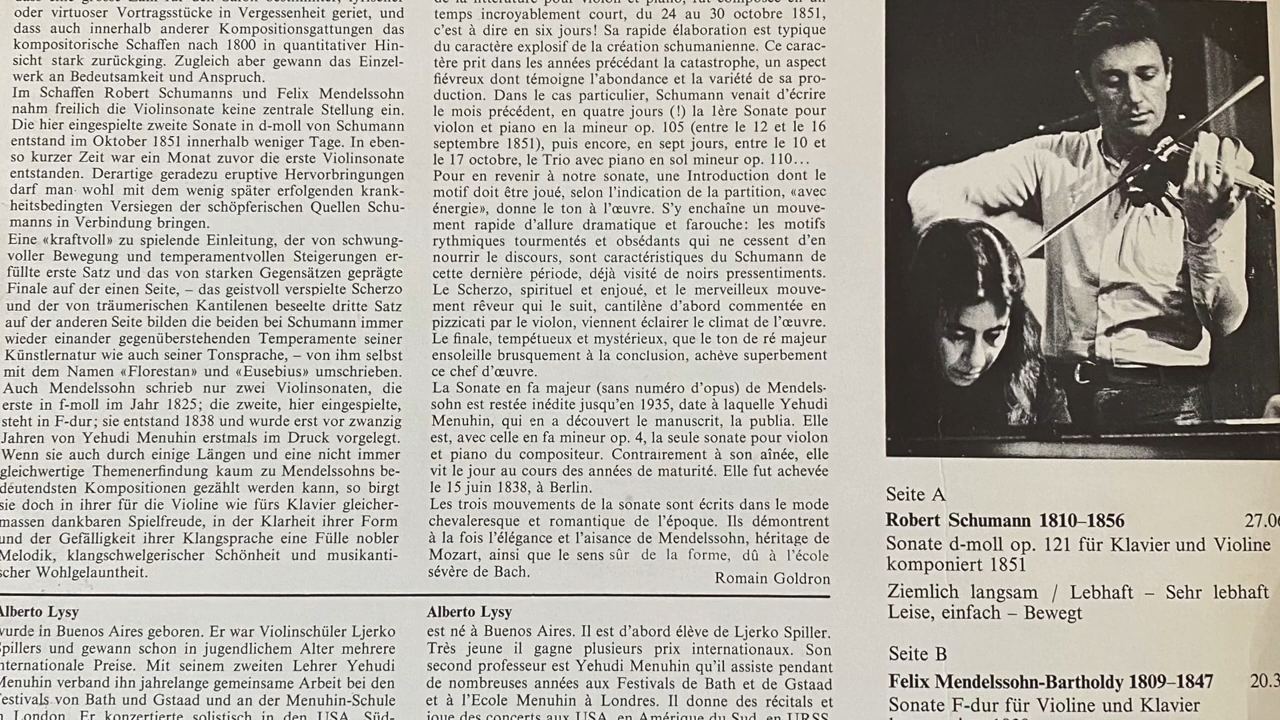 oder virtuoser Vortragsstücke in Vergessenheit geriet, und
dass auch innerhalb anderer Kompositionsgattungen das
kompositorische Schaffen nach 1800 in quantitativer Hin-
sicht stark zurückging. Zugleich aber gewann das Einzel-
werk an Bedeutsamkeit und Anspruch.
Im Schaffen Robert Schumanns und Felix Mendelssohn
nahm freilich die Violinsonate keine zentrale Stellung ein.
Die hier eingespielte zweite Sonate in d-moll von Schumann
entstand im Oktober 1851 innerhalb weniger Tage. In eben-
so kurzer Zeit war ein Monat zuvor die erste Violinsonate
entstanden. Derartige geradezu eruptive Hervorbringungen
darf man wohl mit dem wenig später erfolgenden krank-
heitsbedingten Versiegen der schöpferischen Quellen Schu-
manns in Verbindung bringen.
Eine «kraftvoll» zu spielende Einleitung, der von schwung-
voller Bewegung und temperamentvollen Steigerungen er-
füllte erste Satz und das von starken Gegensätzen geprägte
Finale auf der einen Seite, – das geistvoll verspielte Scherzo
und der von träumerischen Kantilenen beseelte dritte Satz
auf der anderen Seite bilden die beiden bei Schumann immer
wieder einander gegenüberstehenden Temperamente seiner
Künstlernatur wie auch seiner Tonsprache, – von ihm selbst
mit dem Namen «Florestan» und «Eusebius» umschrieben.
Auch Mendelssohn schrieb nur zwei Violinsonaten, die
erste in f-moll im Jahr 1825; die zweite, hier eingespielte,
steht in F-dur; sie entstand 1838 und wurde erst vor zwanzig
Jahren von Yehudi Menuhin erstmals im Druck vorgelegt.
Wenn sie auch durch einige Längen und eine nicht immer
gleichwertige Themenerfindung kaum zu Mendelssohns be-
deutendsten Kompositionen gezählt werden kann, so birgt
sie doch in ihrer für die Violine wie fürs Klavier gleicher-
massen dankbaren Spielfreude, in der Klarheit ihrer Form
und der Gefälligkeit ihrer Klangsprache eine Fülle nobler
Melodik, klangschwelgerischer Schönheit und musikanti-
scher Wohlgelauntheit.
temps incroyablement court, du 24 au 30 octobre 1851,
c'est à dire en six jours! Sa rapide élaboration est typique
du caractère explosif de la création schumanienne. Ce carac-
tère prit dans les années précédant la catastrophe, un aspect
fiévreux dont témoigne l'abondance et la variété de sa pro-
duction. Dans le cas particulier, Schumann venait d'écrire
le mois précédent, en quatre jours (!) la 1ère Sonate pour
violon et piano en la mineur op. 105 (entre le 12 et le 16
septembre 1851), puis encore, en sept jours, entre le 10 et
le 17 octobre, le Trio avec piano en sol mineur op. 110...
Pour en revenir à notre sonate, une Introduction dont le
motif doit être joué, selon l'indication de la partition, «avec
énergie», donne le ton à l'œuvre. S'y enchaîne un mouve-
ment rapide d'allure dramatique et farouche: les motifs
rythmiques tourmentés et obsédants qui ne cessent d'en
nourrir le discours, sont caractéristiques du Schumann de
cette dernière période, déjà visité de noirs pressentiments.
Le Scherzo, spirituel et enjoué, et le merveilleux mouve-
ment rêveur qui le suit, cantilène d'abord commentée en
pizzicati par le violon, viennent éclairer le climat de l'œuvre.
Le finale, tempétueux et mystérieux, que le ton de ré majeur
ensoleille brusquement à la conclusion, achève superbement
ce chef d'œuvre.
La Sonate en fa majeur (sans numéro d'opus) de Mendels-
sohn est restée inédite jusqu'en 1935, date à laquelle Yehudi
Menuhin, qui en a découvert le manuscrit, la publia. Elle
est, avec celle en fa mineur op. 4, la seule sonate pour violon
et piano du compositeur. Contrairement à son aînée, elle
vit le jour au cours des années de maturité. Elle fut achevée
le 15 juin 1838, à Berlin.
Les trois mouvements de la sonate sont écrits dans le mode
chevaleresque et romantique de l'époque. Ils démontrent
à la fois l'élégance et l'aisance de Mendelssohn, héritage de
Mozart, ainsi que le sens sûr de la forme, dû à l'école
sévère de Bach.
Romain Goldron
Alberto Lysy
wurde in Buenos Aires geboren. Er war Violinschüler Ljerko
Spillers und gewann schon in jugendlichem Alter mehrere
internationale Preise. Mit seinem zweiten Lehrer Yehudi
Menuhin verband ihn jahrelange gemeinsame Arbeit bei den
Festivals von Bath und Gstaad und an der Menuhin-Schule
London. Er konzertierte solistisch in den USA, Süd-
Alberto Lysy
est né à Buenos Aires. Il est d'abord élève de Ljerko Spiller.
Très jeune il gagne plusieurs prix internationaux. Son
second professeur est Yehudi Menuhin qu'il assiste pendant
de nombreuses années aux Festivals de Bath et de Gstaad
et à l'Ecole Menuhin à Londres. Il donne des récitals et
joue des concerts aux USA, en Amérique du Sud, en URSS,
Seite A
Robert Schumann 1810–1856 27.0
Sonate d-moll op. 121 für Klavier und Violine
komponiert 1851
Ziemlich langsam / Lebhaft – Sehr lebhaft
Leise, einfach – Bewegt
Seite B
Felix Mendelssohn-Bartholdy 1809–1847 20.3
Sonate F-dur für Violine und Klavier